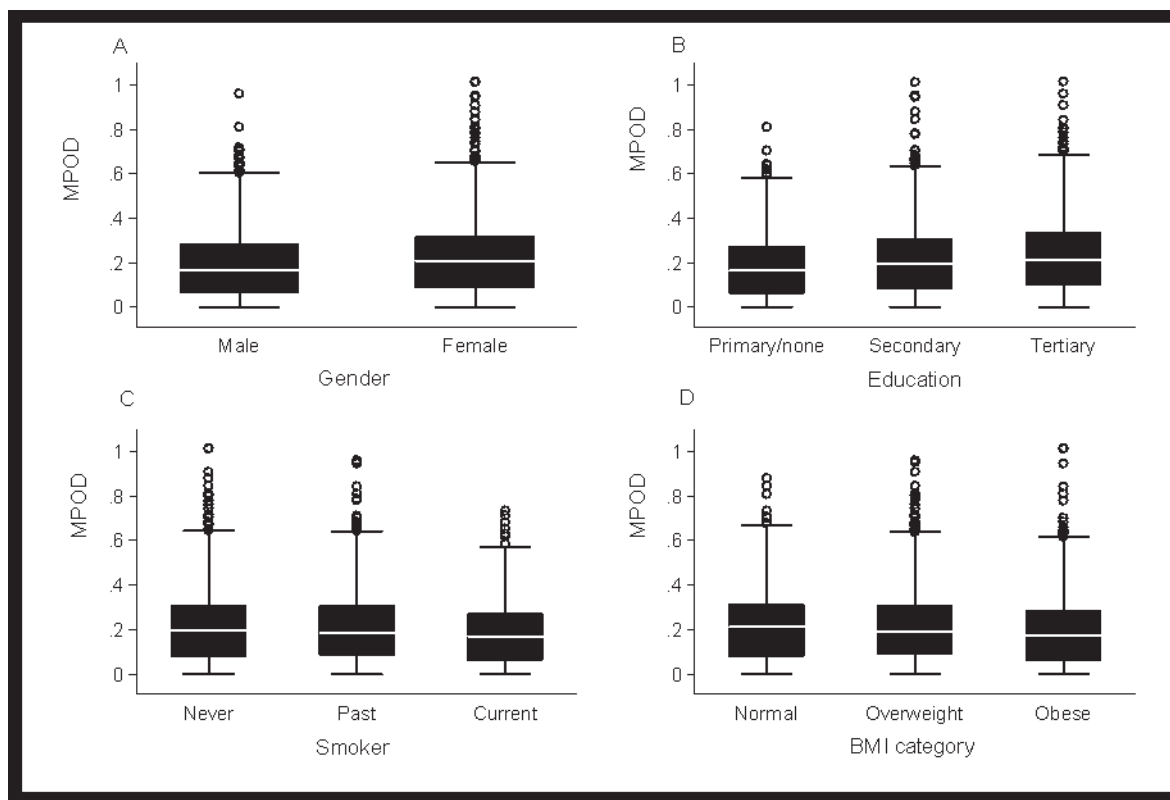 A
MPOD
1
.8
.6
.4
.2
0
Male Female
Gender
B
MPOD
1
.8
.6
.4
.2
0
Primary/none Secondary Tertiary
Education
C
MPOD
1
.8
.6
.4
.2
0
Never Past Current
Smoker
D
MPOD
1
.8
.6
.4
.2
0
Normal Overweight Obese
BMI category